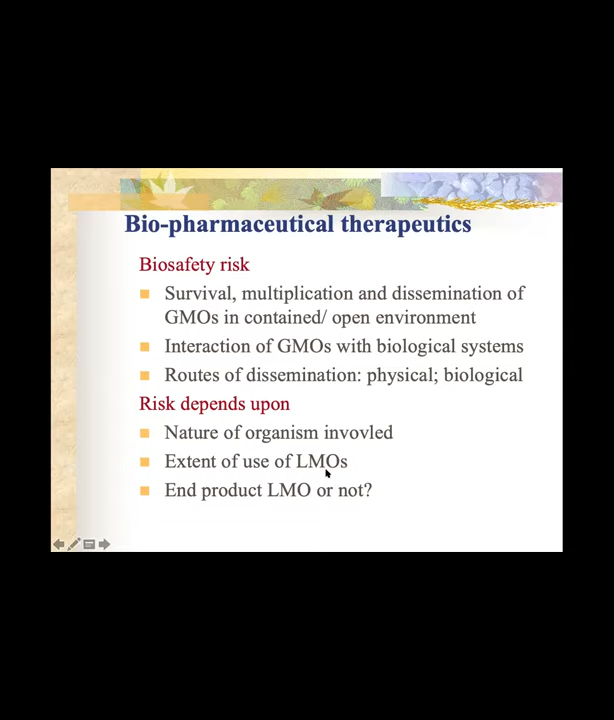 Bio-pharmaceutical therapeutics
Biosafety risk
Survival, multiplication and dissemination of
GMOs in contained/ open environment
Interaction of GMOs with biological systems
Routes of dissemination: physical; biological
Risk depends upon
Nature of organism invovled
Extent of use of LMOs
End product LMO or not?